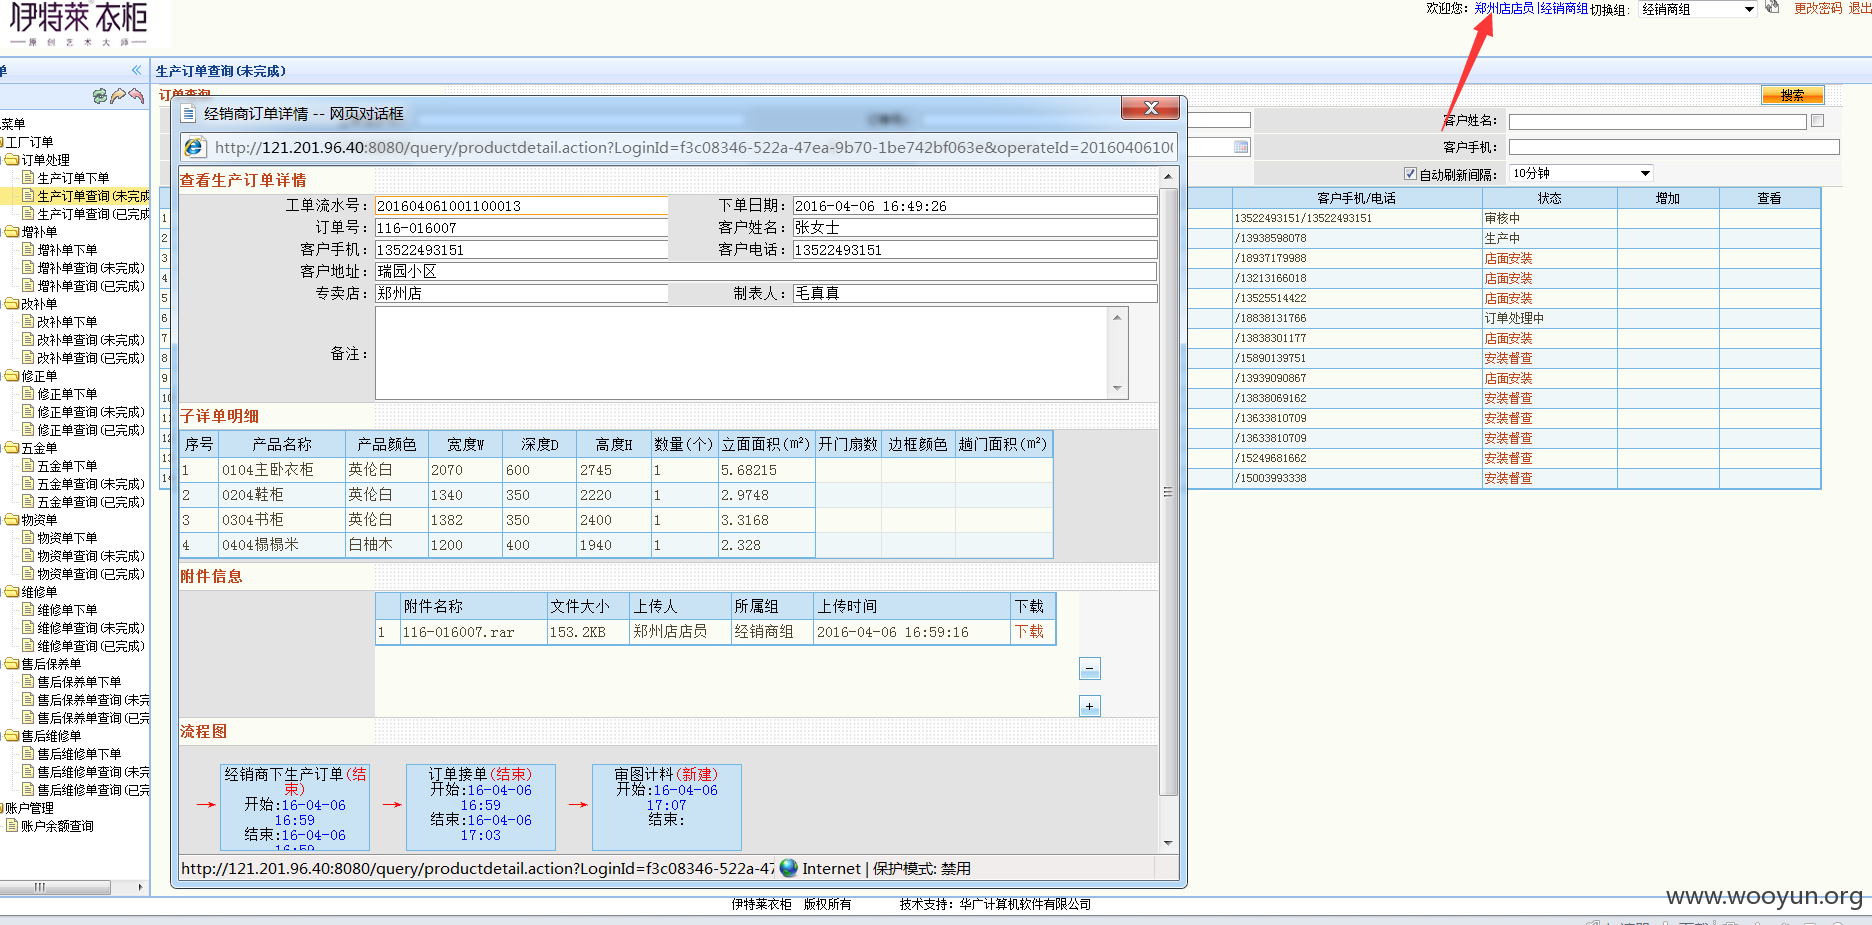 伊特莱衣柜
原创艺术大师
欢迎您: 郑州店店员|经销商组切换组: 经销商组 更改密码 退出
单
生产订单查询(未完成)
订单查询
搜索
客户姓名:
客户手机:
自动刷新间隔: 10分钟
菜单
工厂订单
订单处理
生产订单下单
生产订单查询(未完成
生产订单查询(已完成
增补单
增补单下单
增补单查询(未完成)
增补单查询(已完成)
改补单
改补单下单
改补单查询(未完成)
改补单查询(已完成)
修正单
修正单下单
修正单查询(未完成)
修正单查询(已完成)
五金单
五金单下单
五金单查询(未完成)
五金单查询(已完成)
物资单
物资单下单
物资单查询(未完成)
物资单查询(已完成)
维修单
维修单下单
维修单查询(未完成)
维修单查询(已完成)
售后保养单
售后保养单下单
售后保养单查询(未完
售后保养单查询(已完
售后维修单
售后维修单下单
售后维修单查询(未完
售后维修单查询(已完
账户管理
账户余额查询
经销商订单详情 -- 网页对话框
http://121.201.96.40:8080/query/productdetail.action?LoginId=f3c08346-522a-47ea-9b70-1be742bf063e&operateId=20160406100
查看生产订单详情
工单流水号: 201604061001100013 下单日期: 2016-04-06 16:49:26
订单号: 116-016007 客户姓名: 张女士
客户手机: 13522493151 客户电话: 13522493151
客户地址: 瑞园小区
专卖店: 郑州店 制表人: 毛真真
备注:
子详单明细
序号 产品名称 产品颜色 宽度W 深度D 高度H 数量(个) 立面面积(m²) 开门扇数 边框颜色 趟门面积(m²)
1 0104主卧衣柜 英伦白 2070 600 2745 1 5.68215
2 0204鞋柜 英伦白 1340 350 2220 1 2.9748
3 0304书柜 英伦白 1382 350 2400 1 3.3168
4 0404榻榻米 白柚木 1200 400 1940 1 2.328
附件信息
附件名称 文件大小 上传人 所属组 上传时间 下载
1 116-016007.rar 153.2KB 郑州店店员 经销商组 2016-04-06 16:59:16 下载
流程图
经销商下生产订单(结束)
开始:16-04-06
16:59
结束:16-04-06
16:59
订单接单(结束)
开始:16-04-06
16:59
结束:16-04-06
17:03
审图计料(新建)
开始:16-04-06
17:07
结束:
http://121.201.96.40:8080/query/productdetail.action?LoginId=f3c08346-522a-47 Internet | 保护模式: 禁用
客户手机/电话 状态 增加 查看
1 13522493151/13522493151 审核中
2 /13938598078 生产中
3 /18937179988 店面安装
4 /13213166018 店面安装
5 /13525514422 店面安装
6 /18838131766 订单处理中
7 /13838301177 店面安装
8 /15890139751 安装督查
9 /13939090867 店面安装
10 /13838069162 安装督查
11 /13633810709 安装督查
12 /13633810709 安装督查
13 /15249681662 安装督查
14 /15003993338 安装督查
伊特莱衣柜 版权所有 技术支持: 华广计算机软件有限公司
www.wooyun.org